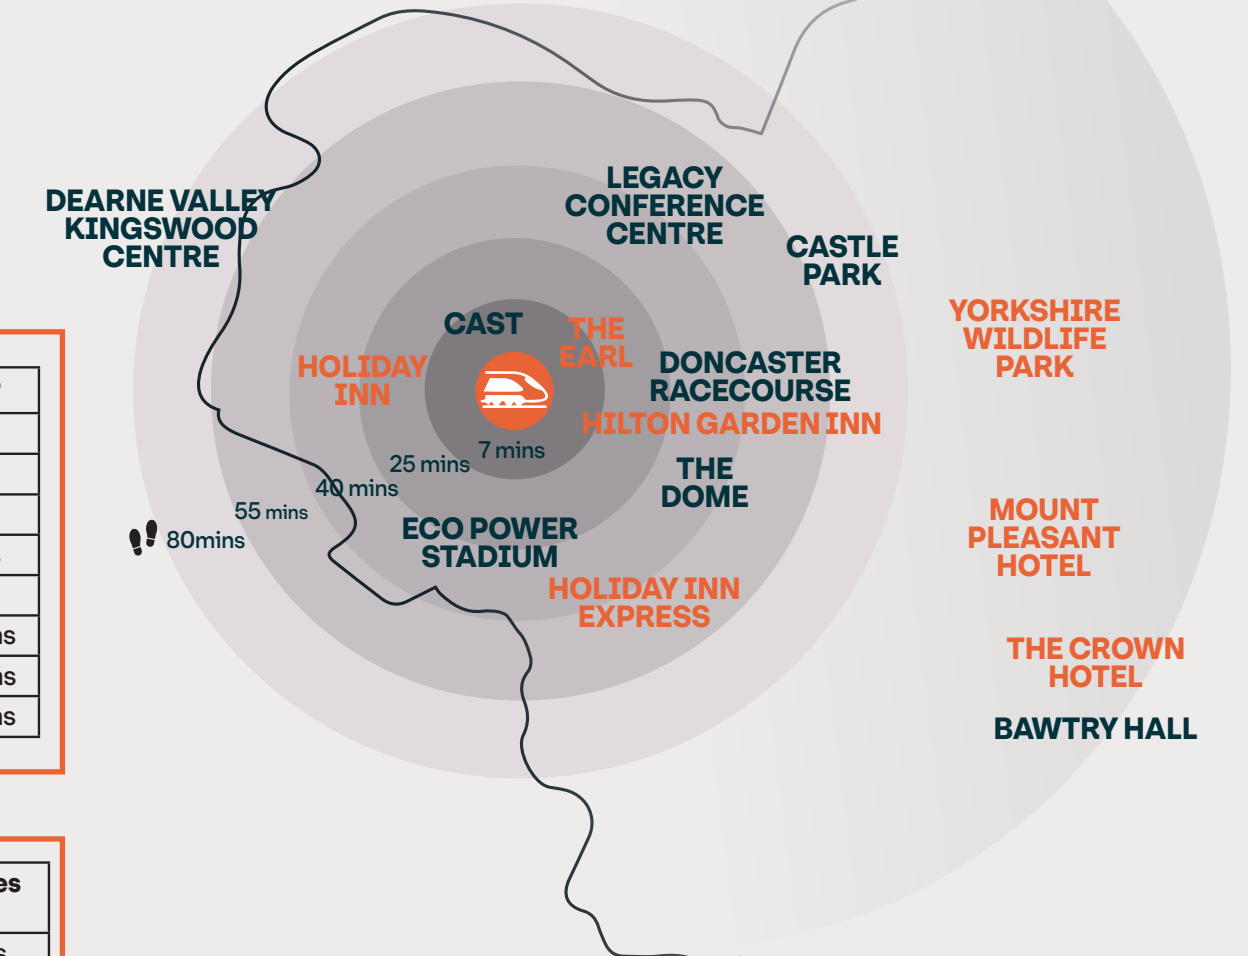 DEARNE VALLEY
KINGSWOOD
CENTRE
LEGACY
CONFERENCE
CENTRE
CASTLE
PARK
YORKSHIRE
WILDLIFE
PARK
CAST
THE
EARL
HOLIDAY
INN
DONCASTER
RACECOURSE
HILTON GARDEN INN
7 mins
25 mins
40 mins
55 mins
80mins
THE
DOME
ECO POWER
STADIUM
HOLIDAY INN
EXPRESS
MOUNT
PLEASANT
HOTEL
THE CROWN
HOTEL
BAWTRY HALL